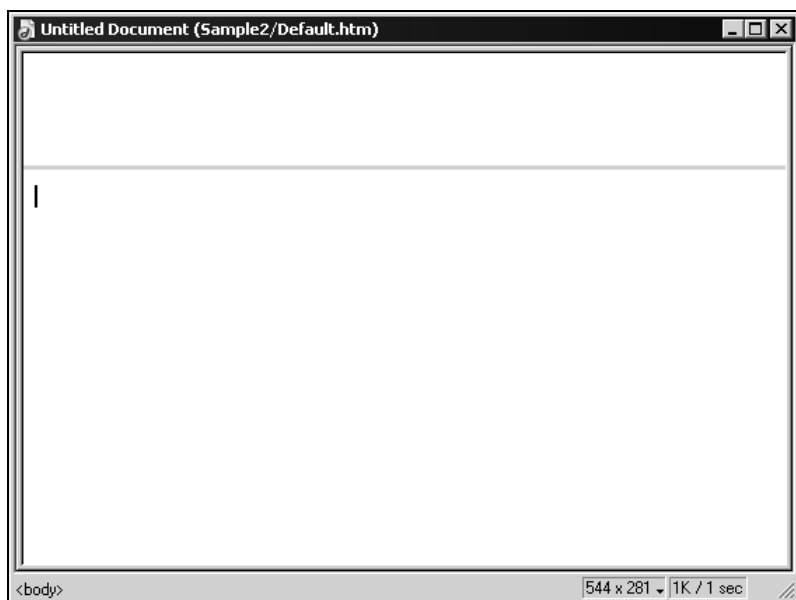 Untitled Document (Sample2/Default.htm)
<body> 544 x 281 1K / 1 sec